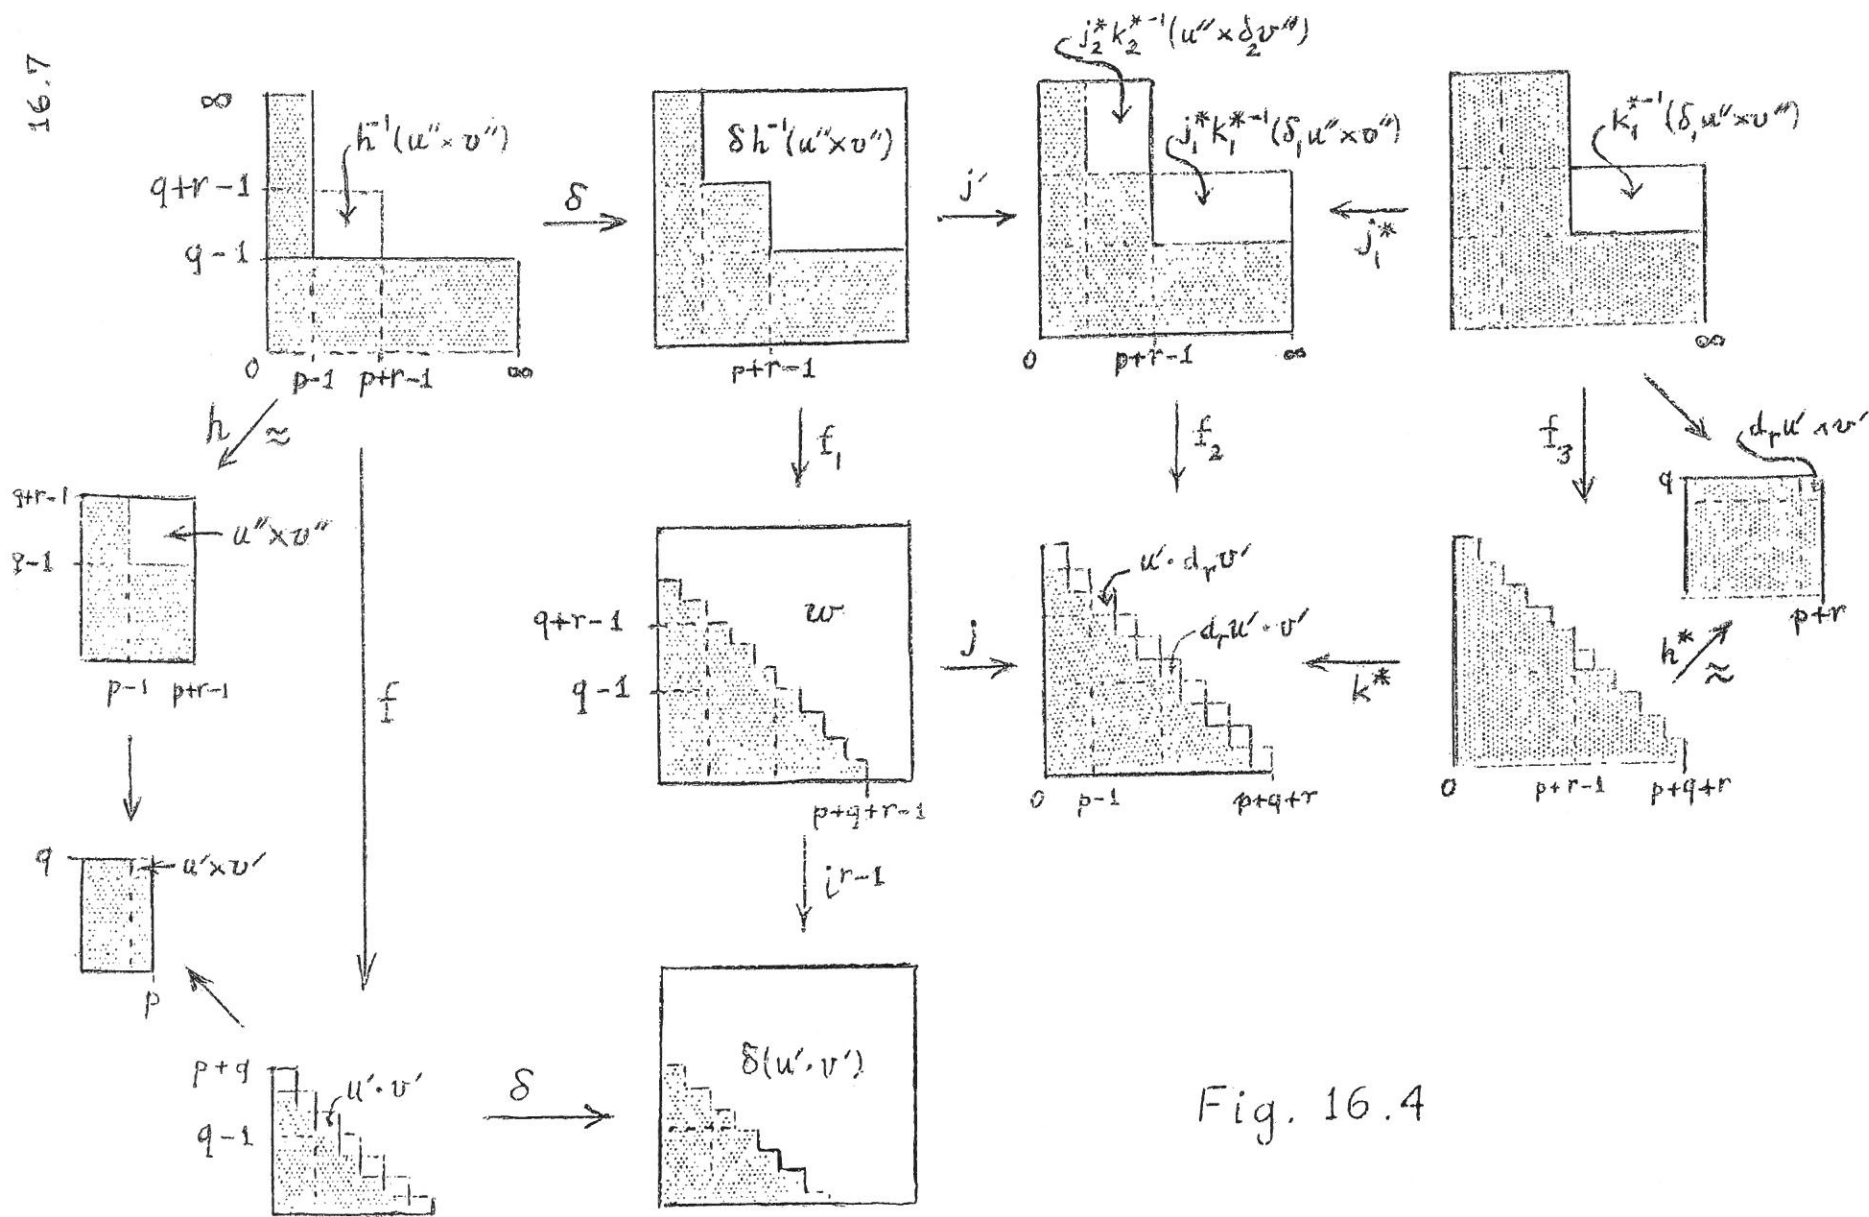 16.7
∞
q+r-1
q-1
0
p-1
p+r-1
∞
h⁻¹(u″×v″)
δ
δh⁻¹(u″×v″)
p+r-1
j′
j₂*k₂*⁻¹(u″×δ₂v″)
j₁*k₁*⁻¹(δ₁u″×v″)
0
p+r-1
∞
j₁*
k₁*⁻¹(δ₁u″×v″)
∞
h
≈
f
f₁
f₂
f₃
d_r u′×v′
q
p+r
q+r-1
q-1
u″×v″
p-1
p+r-1
q+r-1
q-1
w
p+q+r-1
j
u′·d_r v′
d_r u′·v′
0
p-1
p+q+r
k*
h*
≈
0
p+r-1
p+q+r
q
u′×v′
p
i^{r-1}
p+q
q-1
u′·v′
δ
δ(u′·v′)
Fig. 16.4